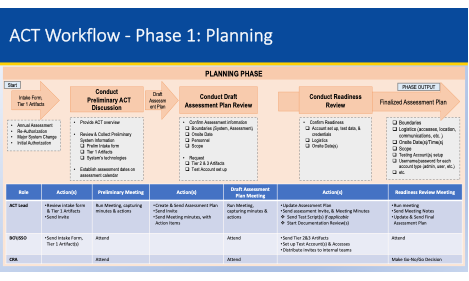 ACT Workflow - Phase 1: Planning
PLANNING PHASE
Start
Intake Form,
Tier 1 Artifacts
• Annual Assessment
• Re-Authorization
• Major System Change
• Initial Authorization
Conduct
Preliminary ACT
Discussion
• Provide ACT overview
• Review & Collect Preliminary
System Information
❑ Prelim Intake form
❑ Tier 1 Artifacts
❑ System's technologies
• Establish assessment dates on
assessment calendar
Draft
Assessm
ent Plan
Conduct Draft
Assessment Plan Review
• Confirm Assessment information
❑ Boundaries (System, Assessment)
❑ Onsite Date
❑ Personnel
❑ Scope
• Request
❑ Tier 2 & 3 Artifacts
❑ Test Account set up
Conduct Readiness
Review
• Confirm Readiness
❑ Account set up, test data, &
credentials
❑ Logistics
❑ Onsite Date(s)
PHASE OUTPUT
Finalized Assessment Plan
❑ Boundaries
❑ Logistics (accesses, location,
communications, etc.)
❑ Onsite Date(s)/Time(s)
❑ Scope
❑ Testing Account(s) setup
❑ Username/password for each
account type (admin, user, etc.)
❑ etc.
Role Action(s) Preliminary Meeting Action(s) Draft Assessment
Plan Meeting Action(s) Readiness Review Meeting
ACT Lead •Review intake form
& Tier 1 Artifacts
•Send Invite
Run Meeting, capturing
minutes & actions
•Create & Send Assessment Plan
•Send Invite
•Send Meeting minutes, with
Action Items
Run Meeting,
capturing minutes &
actions
•Update Assessment Plan
•Send assessment Invite, & Meeting Minutes
❖ Send Test Script(s) if applicable
❖ Start Documentation Review(s)
•Run meeting
•Send Meeting Notes
•Update & Send Final
Assessment Plan
•Send Intake Form,
Tier 1 Artifact(s)
Attend
Attend
•Send Tier 2&3 Artifacts
•Set up Test Account(s) & Accesses
•Distribute Invites to internal teams
Attend
CRA Attend Attend Make Go-No/Go Decision